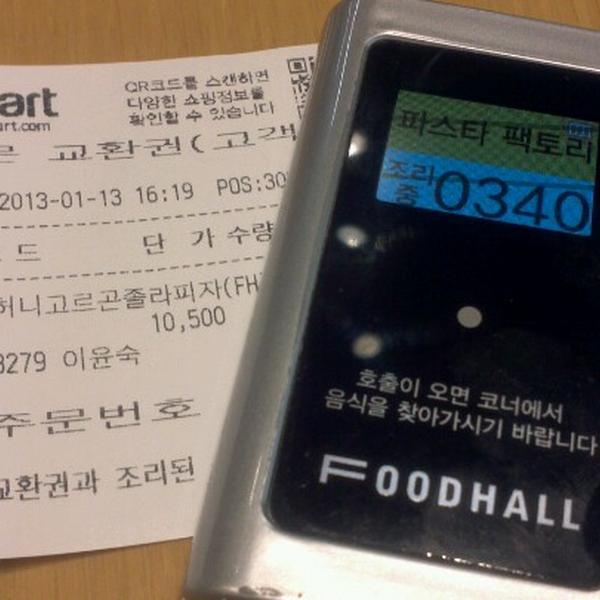 art
art.com
QR코드를 스캔하면
다양한 쇼핑정보를
확인할 수 있습니다
교환권(고객
2013-01-13 16:19 POS:30
드 단 가 수량
허니고르곤졸라피자(FH
10,500
3279 이윤숙
주문번호
교환권과 조리된
파스타 팩토리
조리
중
0340
호출이 오면 코너에서
음식을 찾아가시기 바랍니다
FOODHALL